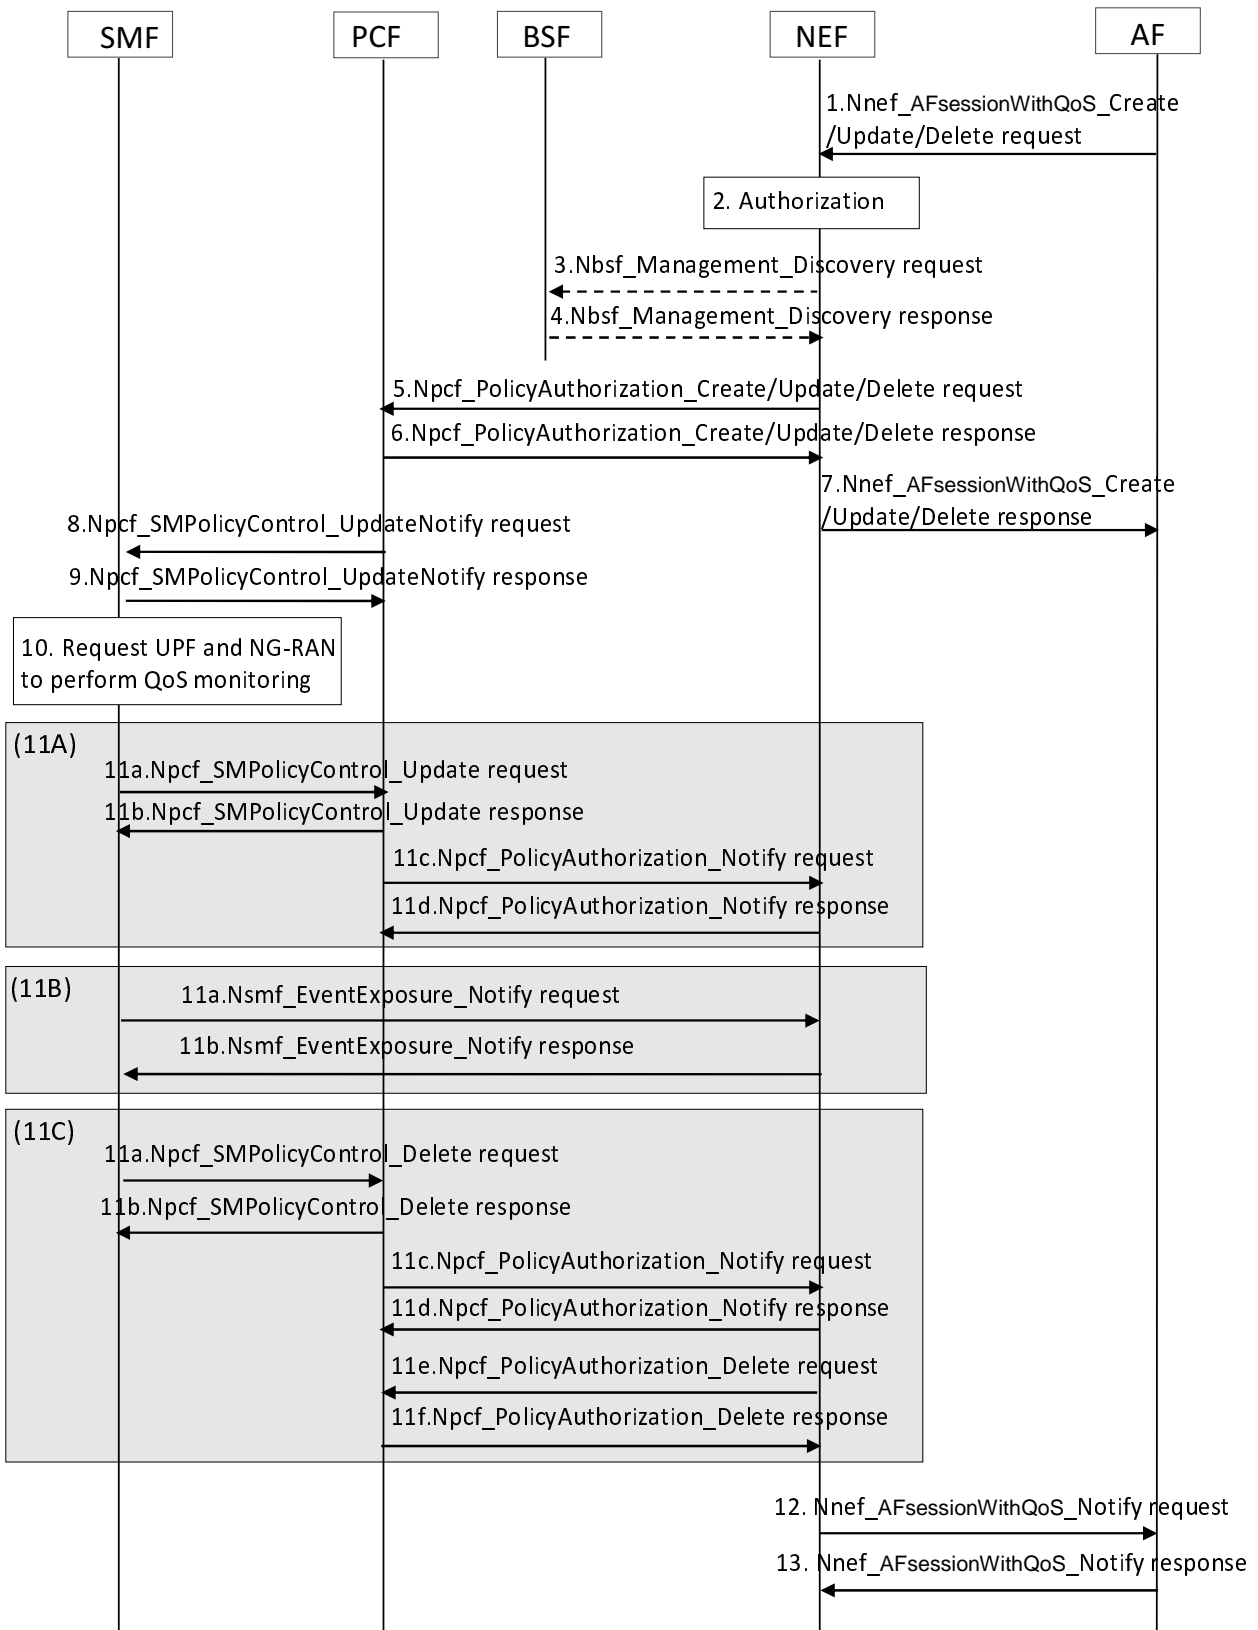 SMF
PCF
BSF
NEF
AF
1.Nnef_AFsessionWithQoS_Create
/Update/Delete request
2. Authorization
3.Nbsf_Management_Discovery request
4.Nbsf_Management_Discovery response
5.Npcf_PolicyAuthorization_Create/Update/Delete request
6.Npcf_PolicyAuthorization_Create/Update/Delete response
7.Nnef_AFsessionWithQoS_Create
/Update/Delete response
8.Npcf_SMPolicyControl_UpdateNotify request
9.Npcf_SMPolicyControl_UpdateNotify response
10. Request UPF and NG-RAN
to perform QoS monitoring
(11A)
11a.Npcf_SMPolicyControl_Update request
11b.Npcf_SMPolicyControl_Update response
11c.Npcf_PolicyAuthorization_Notify request
11d.Npcf_PolicyAuthorization_Notify response
(11B)
11a.Nsmf_EventExposure_Notify request
11b.Nsmf_EventExposure_Notify response
(11C)
11a.Npcf_SMPolicyControl_Delete request
11b.Npcf_SMPolicyControl_Delete response
11c.Npcf_PolicyAuthorization_Notify request
11d.Npcf_PolicyAuthorization_Notify response
11e.Npcf_PolicyAuthorization_Delete request
11f.Npcf_PolicyAuthorization_Delete response
12. Nnef_AFsessionWithQoS_Notify request
13. Nnef_AFsessionWithQoS_Notify response